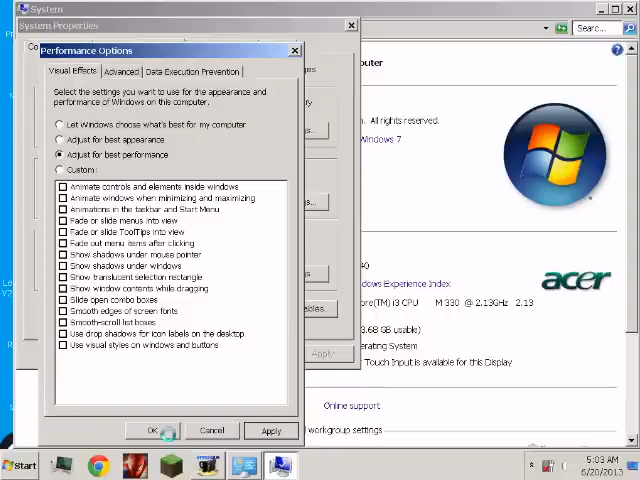 System
Searc...
System Properties
Performance Options
Visual Effects
Advanced
Data Execution Prevention
Select the settings you want to use for the appearance and
performance of Windows on this computer.
Let Windows choose what's best for my computer
Adjust for best appearance
Adjust for best performance
Custom:
Animate controls and elements inside windows
Animate windows when minimizing and maximizing
Animations in the taskbar and Start Menu
Fade or slide menus into view
Fade or slide ToolTips into view
Fade out menu items after clicking
Show shadows under mouse pointer
Show shadows under windows
Show translucent selection rectangle
Show window contents while dragging
Slide open combo boxes
Smooth edges of screen fonts
Smooth-scroll list boxes
Use drop shadows for icon labels on the desktop
Use visual styles on windows and buttons
OK
Cancel
Apply
Apply
All rights reserved.
indows 7
acer
40
indows Experience Index:
ore(TM) i3 CPU M 330 @ 2.13GHz 2.13
3.68 GB usable)
erating System
Touch Input is available for this Display
Online support
workgroup settings
Start
5:03 AM
6/20/2013